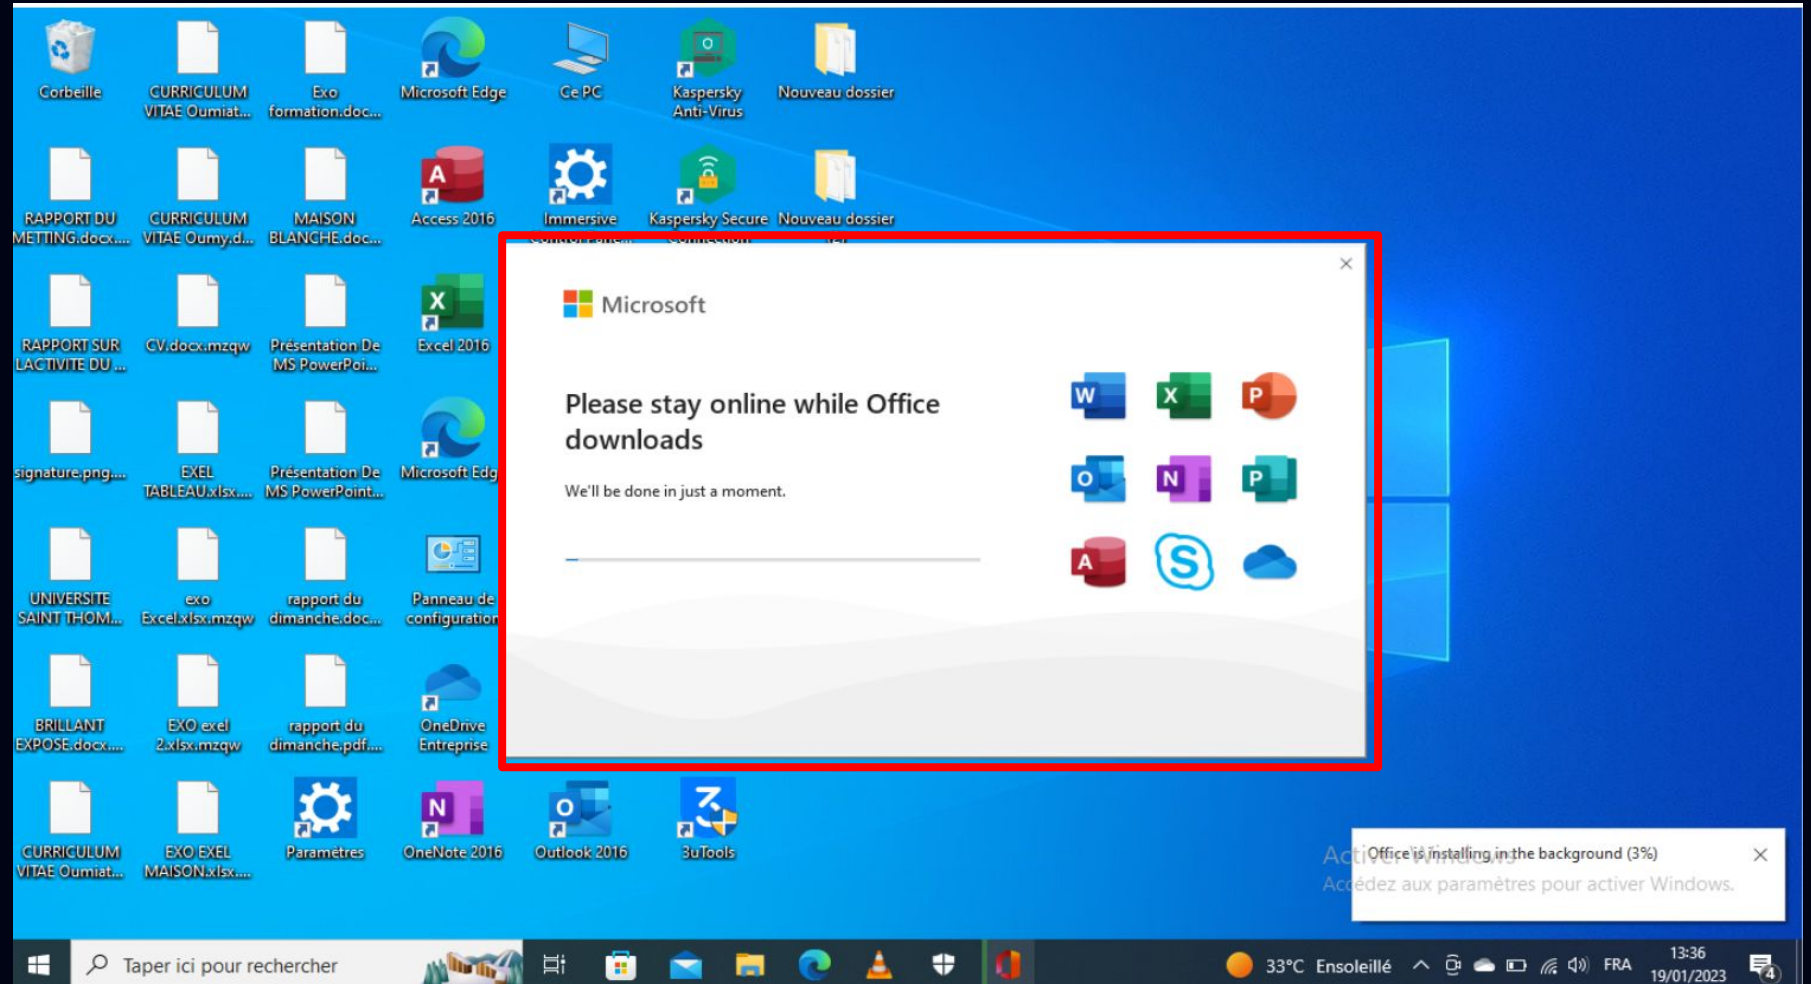 Corbeille
CURRICULUM
VITAE Oumiat...
Exo
formation.doc...
Microsoft Edge
Ce PC
Kaspersky
Anti-Virus
Nouveau dossier
RAPPORT DU
METTING.docx....
CURRICULUM
VITAE Oumy.d...
MAISON
BLANCHE.doc...
Access 2016
Immersive
Control Pane...
Kaspersky Secure
Connection
Nouveau dossier
(2)
RAPPORT SUR
LACTIVITE DU ...
CV.docx.mzqw
Présentation De
MS PowerPoi...
Excel 2016
signature.png....
EXEL
TABLEAU.xlsx....
Présentation De
MS PowerPoint...
Microsoft Edg
UNIVERSITE
SAINT THOM...
exo
Excel.xlsx.mzqw
rapport du
dimanche.doc...
Panneau de
configuration
BRILLANT
EXPOSE.docx....
EXO exel
2.xlsx.mzqw
rapport du
dimanche.pdf....
OneDrive
Entreprise
CURRICULUM
VITAE Oumiat...
EXO EXEL
MAISON.xlsx....
Paramètres
OneNote 2016
Outlook 2016
3uTools
Microsoft
Please stay online while Office
downloads
We'll be done in just a moment.
Office is installing in the background (3%)
Activer Windows
Accédez aux paramètres pour activer Windows.
Taper ici pour rechercher
33°C Ensoleillé
FRA
13:36
19/01/2023
4